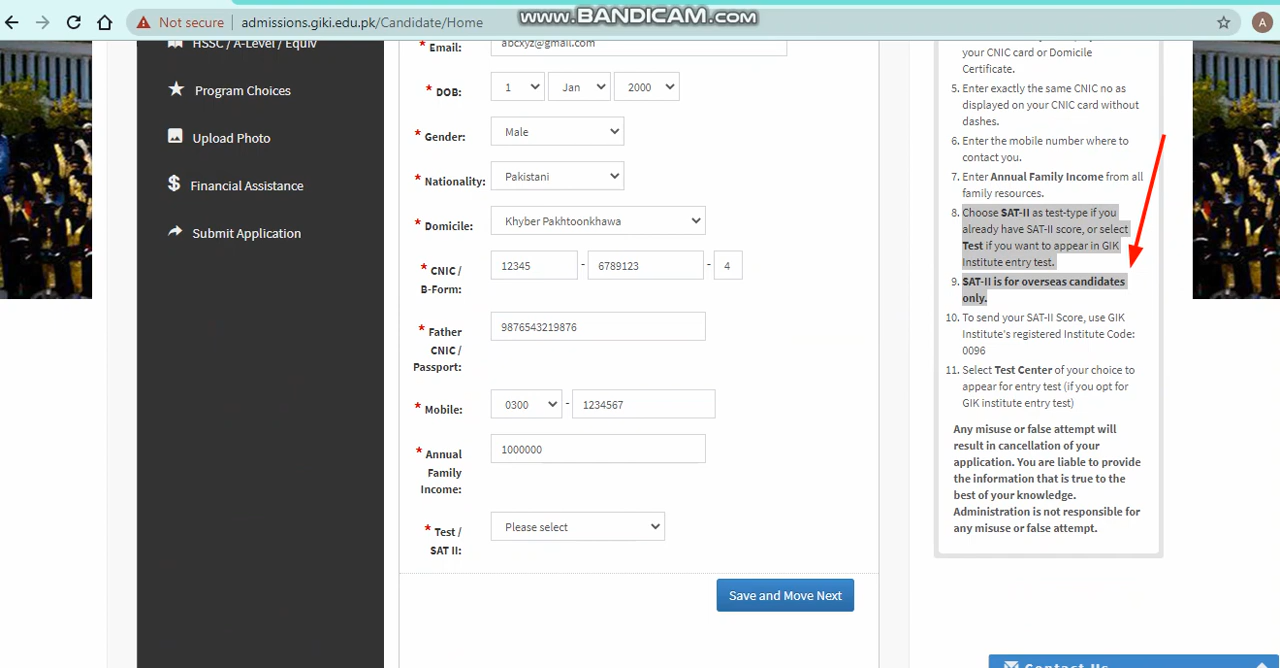 Not secure | admissions.giki.edu.pk/Candidate/Home
www.BANDICAM.com
A
HSSC / A-Level / Equiv
Program Choices
Upload Photo
$ Financial Assistance
Submit Application
* Email: abcxyz@gmail.com
* DOB: 1 Jan 2000
* Gender: Male
* Nationality: Pakistani
* Domicile: Khyber Pakhtoonkhawa
* CNIC / B-Form: 12345 - 6789123 - 4
* Father CNIC / Passport: 9876543219876
* Mobile: 0300 - 1234567
* Annual Family Income: 1000000
* Test / SAT II: Please select
Save and Move Next
your CNIC card or Domicile
Certificate.
5. Enter exactly the same CNIC no as
displayed on your CNIC card without
dashes.
6. Enter the mobile number where to
contact you.
7. Enter Annual Family Income from all
family resources.
8. Choose SAT-II as test-type if you
already have SAT-II score, or select
Test if you want to appear in GIK
Institute entry test.
9. SAT-II is for overseas candidates
only.
10. To send your SAT-II Score, use GIK
Institute's registered Institute Code:
0096
11. Select Test Center of your choice to
appear for entry test (if you opt for
GIK institute entry test)
Any misuse or false attempt will
result in cancellation of your
application. You are liable to provide
the information that is true to the
best of your knowledge.
Administration is not responsible for
any misuse or false attempt.
Contact Us